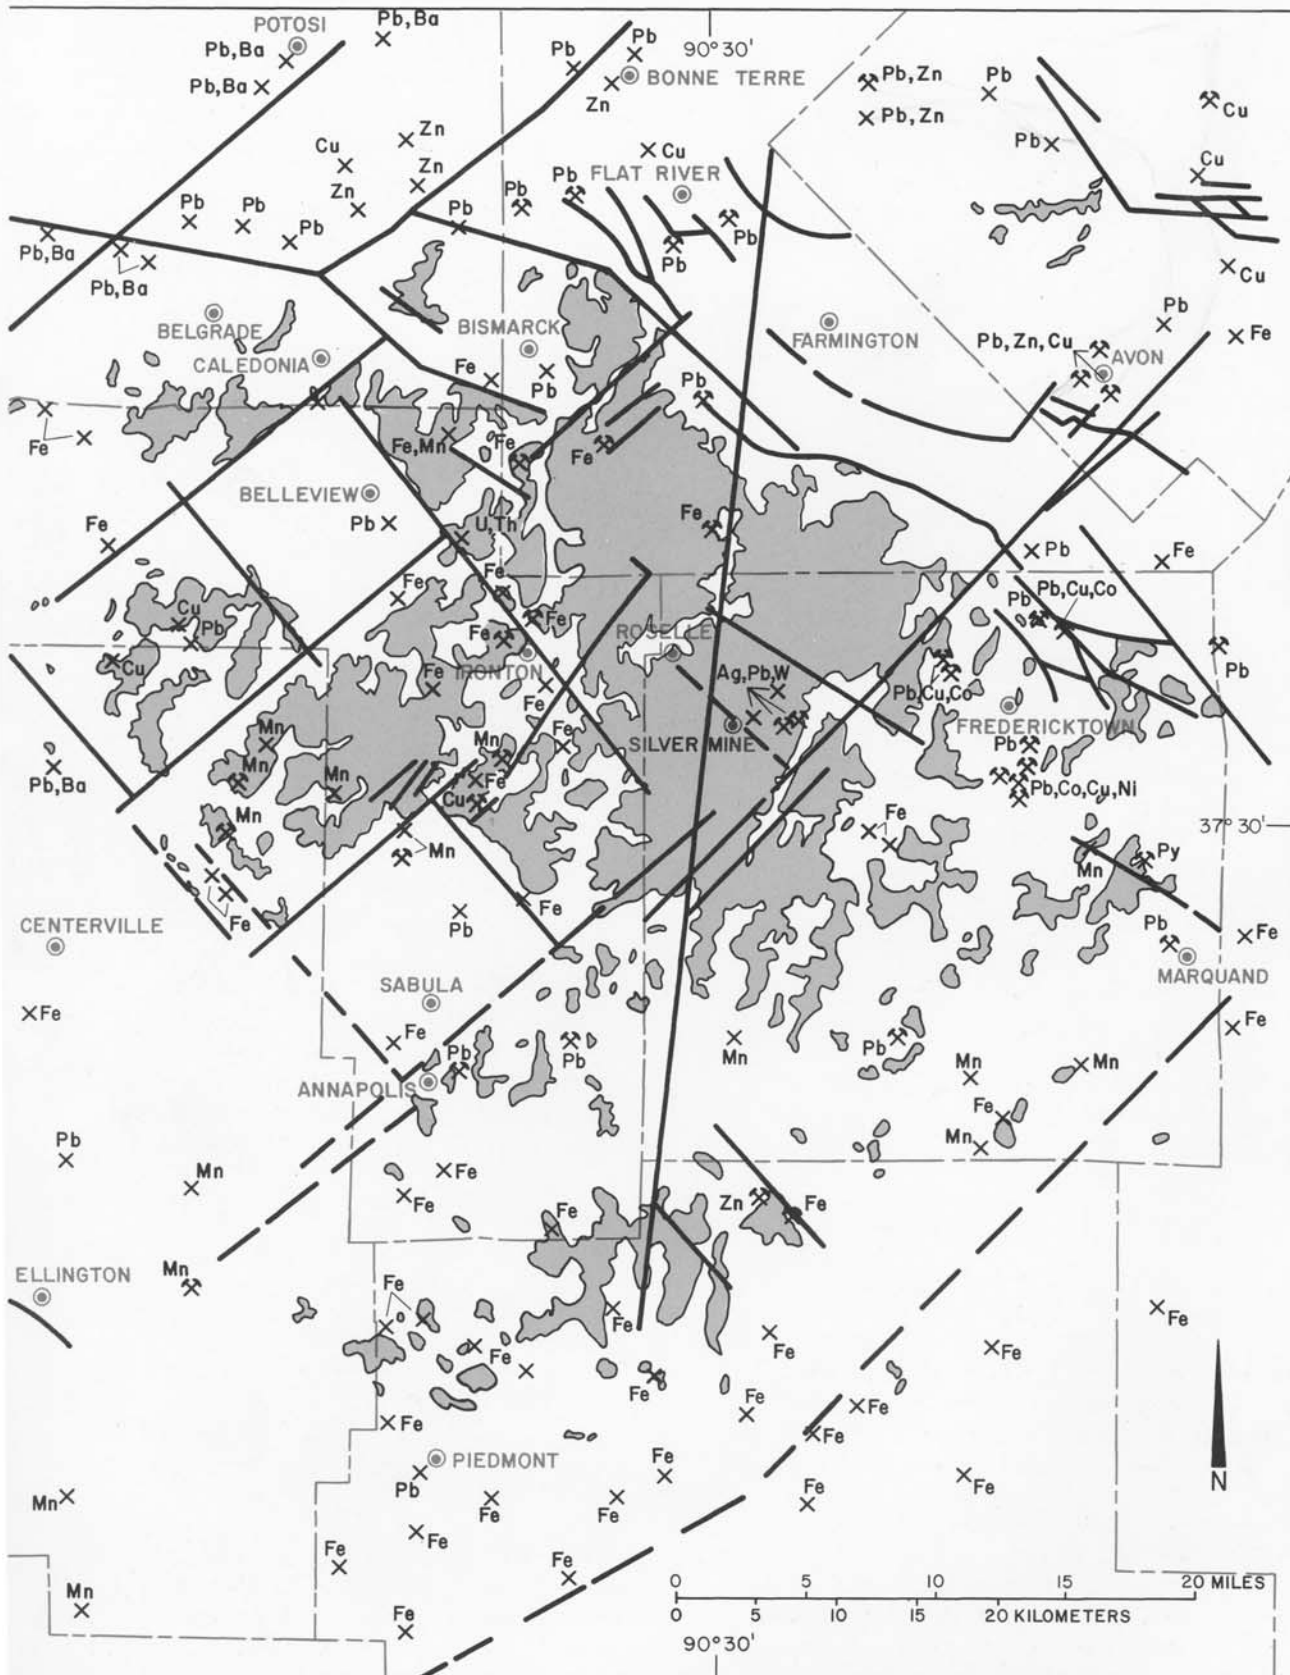 Pb,Ba
POTOSI
Pb
90°30'
Pb,Ba
Pb
BONNE TERRE
Pb,Zn
Pb
Pb,Ba
Zn
Cu
Pb,Zn
Zn
Cu
Cu
Pb
Zn
FLAT RIVER
Cu
Zn
Pb
Pb
Pb
Pb
Pb
Pb
Pb
Pb,Ba
Pb
Pb
Cu
Pb,Ba
Pb
BELGRADE
BISMARCK
FARMINGTON
Pb,Zn,Cu
Fe
AVON
CALEDONIA
Fe
Pb
Pb
Fe
Fe,Mn
Fe
Fe
BELLEVIEW
Pb
U,Th
Fe
Fe
Pb
Fe
Fe
Fe
Pb,Cu,Co
Pb
Cu
Fe
Pb
Fe
ROSELLE
Cu
IRONTON
Fe
Ag,Pb,W
Pb
Pb,Cu,Co
Fe
FREDERICKTOWN
Mn
Fe
SILVER MINE
Mn
Pb
Pb,Ba
Mn
Mn
Fe
Pb,Co,Cu,Ni
Cu
Mn
Fe
37°30'
Mn
Py
Mn
Fe
Fe
CENTERVILLE
Pb
Pb
Fe
MARQUAND
SABULA
Fe
Fe
Fe
Pb
Pb
Mn
Pb
Mn
Mn
ANNAPOLIS
Fe
Mn
Pb
Mn
Fe
Fe
Zn
Fe
Fe
ELLINGTON
Mn
Fe
Fe
Fe
Fe
Fe
Fe
Fe
Fe
Fe
Fe
Fe
PIEDMONT
Fe
Pb
Fe
Fe
Mn
Fe
Fe
N
Fe
Fe
Fe
Mn
0 5 10 15 20 MILES
0 5 10 15 20 KILOMETERS
Fe
90°30'